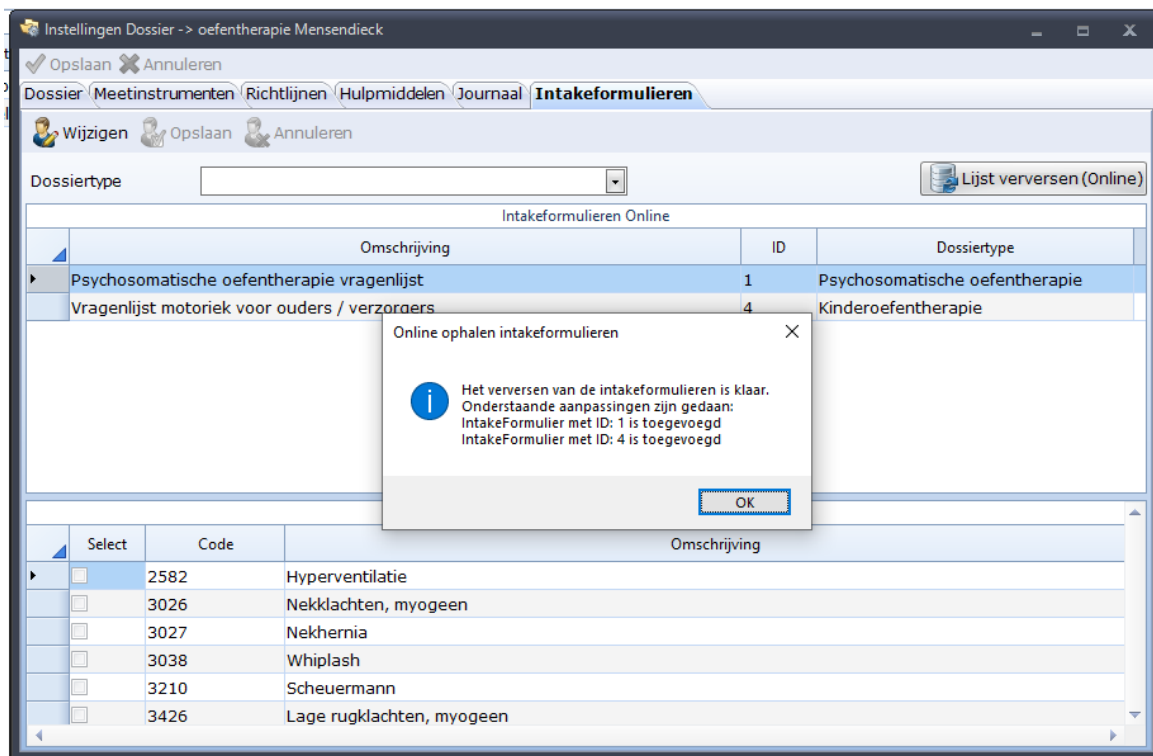 Instellingen Dossier -> oefentherapie Mensendieck
Opslaan Annuleren
Dossier Meetinstrumenten Richtlijnen Hulpmiddelen Journaal Intakeformulieren
Wijzigen Opslaan Annuleren
Dossiertype Lijst verversen (Online)
Intakeformulieren Online
Omschrijving ID Dossiertype
Psychosomatische oefentherapie vragenlijst 1 Psychosomatische oefentherapie
Vragenlijst motoriek voor ouders / verzorgers 4 Kinderoefentherapie
Online ophalen intakeformulieren
Het verversen van de intakeformulieren is klaar.
Onderstaande aanpassingen zijn gedaan:
IntakeFormulier met ID: 1 is toegevoegd
IntakeFormulier met ID: 4 is toegevoegd
OK
Select Code Omschrijving
2582 Hyperventilatie
3026 Nekklachten, myogeen
3027 Nekhernia
3038 Whiplash
3210 Scheuermann
3426 Lage rugklachten, myogeen